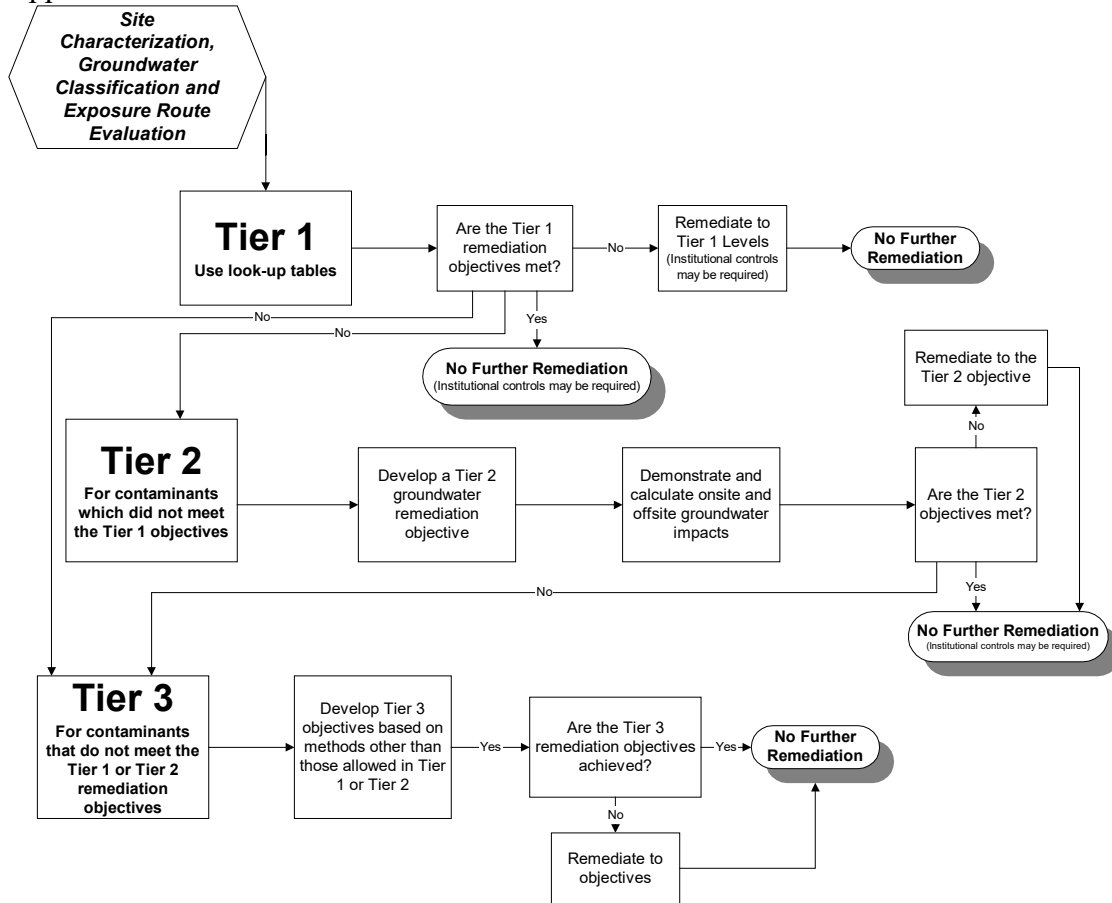 Site
Characterization,
Groundwater
Classification and
Exposure Route
Evaluation
Tier 1
Use look-up tables
Are the Tier 1
remediation
objectives met?
No
Remediate to
Tier 1 Levels
(Institutional controls
may be required)
No Further
Remediation
No
No
Yes
No Further Remediation
(Institutional controls may be required)
Remediate to the
Tier 2 objective
No
Tier 2
For contaminants
which did not meet
the Tier 1 objectives
Develop a Tier 2
groundwater
remediation
objective
Demonstrate and
calculate onsite and
offsite groundwater
impacts
Are the Tier 2
objectives met?
No
Yes
No Further Remediation
(Institutional controls may be required)
Tier 3
For contaminants
that do not meet the
Tier 1 or Tier 2
remediation
objectives
Develop Tier 3
objectives based on
methods other than
those allowed in Tier
1 or Tier 2
Yes
Are the Tier 3
remediation objectives
achieved?
Yes
No Further
Remediation
No
Remediate to
objectives